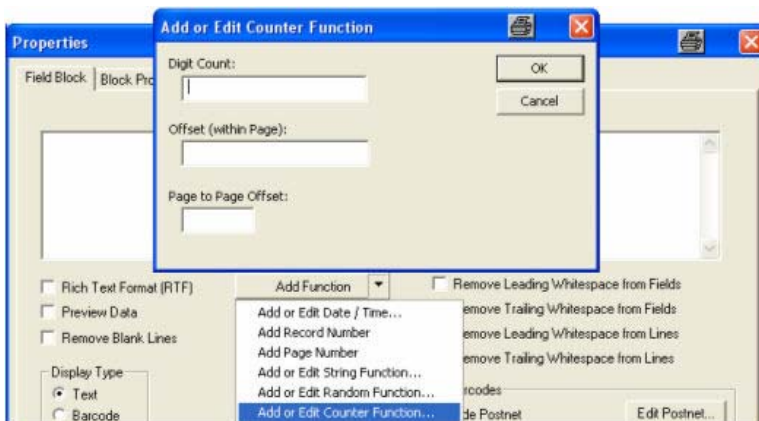 Add or Edit Counter Function
Properties
Digit Count:
OK
Field Block
Block Pro
Cancel
Offset (within Page):
Page to Page Offset:
Rich Text Format (RTF)
Add Function
Remove Leading Whitespace from Fields
Preview Data
Add or Edit Date / Time...
emove Trailing Whitespace from Fields
Remove Blank Lines
Add Record Number
emove Leading Whitespace from Lines
Add Page Number
emove Trailing Whitespace from Lines
Display Type
Add or Edit String Function...
Text
Add or Edit Random Function...
rcodes
Barcode
Add or Edit Counter Function...
de Postnet
Edit Postnet...